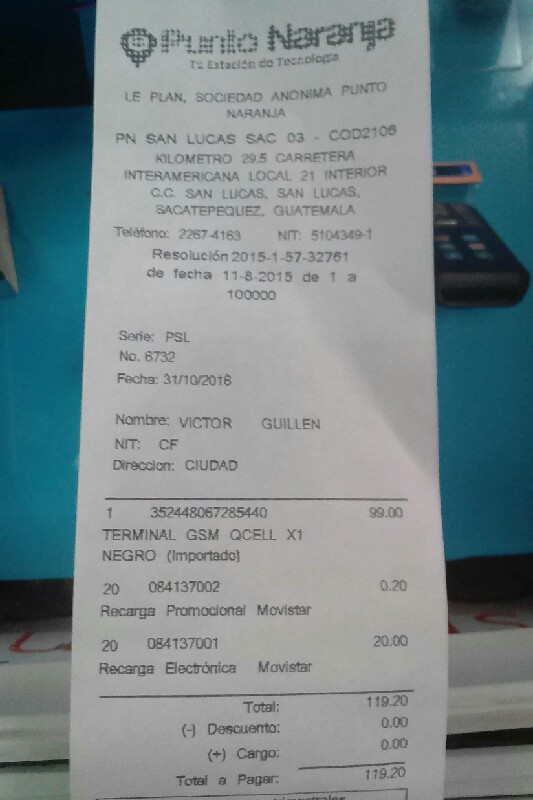 Punto Naranja
Tu Estación de Tecnología
LE PLAN, SOCIEDAD ANONIMA PUNTO
NARANJA
PN SAN LUCAS SAC 03 - COD2106
KILOMETRO 29.5 CARRETERA
INTERAMERICANA LOCAL 21 INTERIOR
C.C. SAN LUCAS, SAN LUCAS,
SACATEPEQUEZ, GUATEMALA
Teléfono: 2267-4163 NIT: 5104349-1
Resolución 2015-1-57-32761
de fecha 11-8-2015 de 1 a
100000
Serie: PSL
No. 6732
Fecha: 31/10/2016
Nombre: VICTOR GUILLEN
NIT: CF
Direccion: CIUDAD
1 352448067285440 99.00
TERMINAL GSM QCELL X1
NEGRO (Importado)
20 084137002 0.20
Recarga Promocional Movistar
20 084137001 20.00
Recarga Electrónica Movistar
Total: 119.20
(-) Descuento: 0.00
(+) Cargo: 0.00
Total a Pagar: 119.20